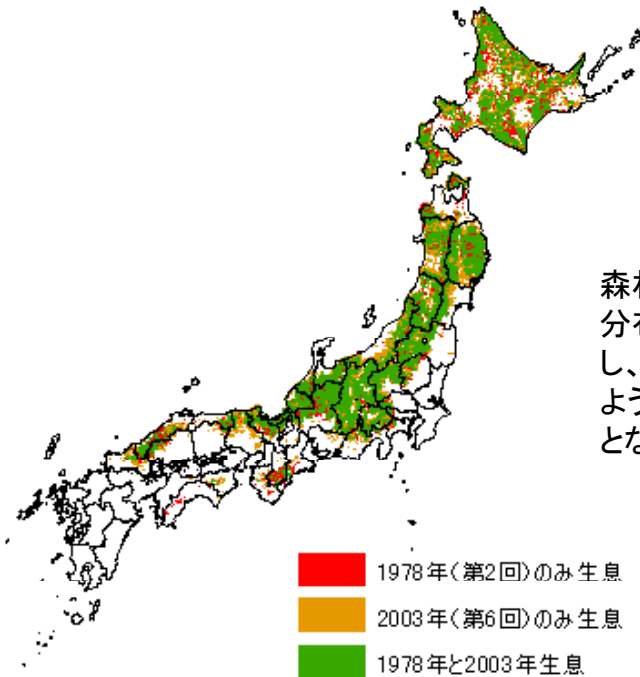 森
分布
し、
よう
とな
1978年(第2回)のみ生息
2003年(第6回)のみ生息
1978年と2003年生息